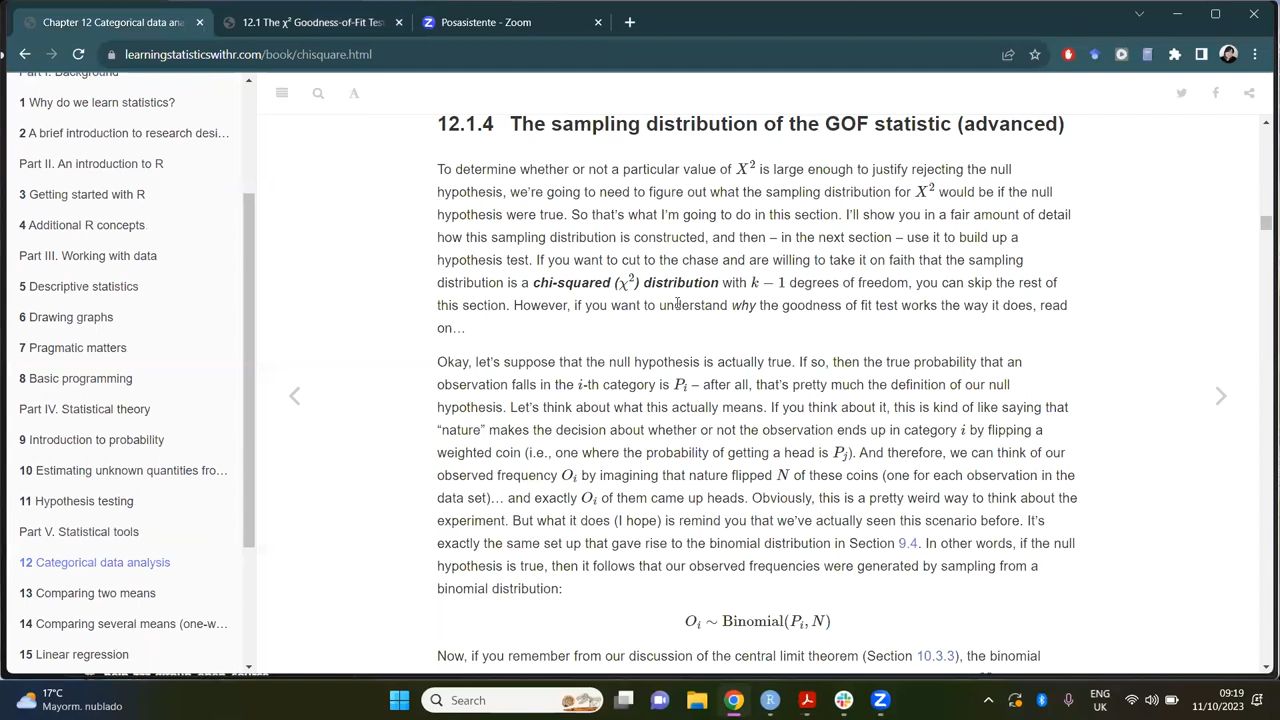 Chapter 12 Categorical data an
12.1 The χ² Goodness-of-Fit Tes
Posasistente - Zoom
learningstatisticswithr.com/book/chisquare.html
Part I. Background
1 Why do we learn statistics?
2 A brief introduction to research desi…
Part II. An introduction to R
3 Getting started with R
4 Additional R concepts
Part III. Working with data
5 Descriptive statistics
6 Drawing graphs
7 Pragmatic matters
8 Basic programming
Part IV. Statistical theory
9 Introduction to probability
10 Estimating unknown quantities fro…
11 Hypothesis testing
Part V. Statistical tools
12 Categorical data analysis
13 Comparing two means
14 Comparing several means (one-w…
15 Linear regression
A
12.1.4 The sampling distribution of the GOF statistic (advanced)
To determine whether or not a particular value of X² is large enough to justify rejecting the null
hypothesis, we're going to need to figure out what the sampling distribution for X² would be if the null
hypothesis were true. So that's what I'm going to do in this section. I'll show you in a fair amount of detail
how this sampling distribution is constructed, and then – in the next section – use it to build up a
hypothesis test. If you want to cut to the chase and are willing to take it on faith that the sampling
distribution is a chi-squared (χ²) distribution with k − 1 degrees of freedom, you can skip the rest of
this section. However, if you want to understand why the goodness of fit test works the way it does, read
on…
Okay, let's suppose that the null hypothesis is actually true. If so, then the true probability that an
observation falls in the i-th category is Pᵢ – after all, that's pretty much the definition of our null
hypothesis. Let's think about what this actually means. If you think about it, this is kind of like saying that
“nature” makes the decision about whether or not the observation ends up in category i by flipping a
weighted coin (i.e., one where the probability of getting a head is Pⱼ). And therefore, we can think of our
observed frequency Oᵢ by imagining that nature flipped N of these coins (one for each observation in the
data set)… and exactly Oᵢ of them came up heads. Obviously, this is a pretty weird way to think about the
experiment. But what it does (I hope) is remind you that we've actually seen this scenario before. It's
exactly the same set up that gave rise to the binomial distribution in Section 9.4. In other words, if the null
hypothesis is true, then it follows that our observed frequencies were generated by sampling from a
binomial distribution:
Oᵢ ∼ Binomial(Pᵢ, N)
Now, if you remember from our discussion of the central limit theorem (Section 10.3.3), the binomial
17°C
Mayorm. nublado
Search
ENG
UK
09:19
11/10/2023